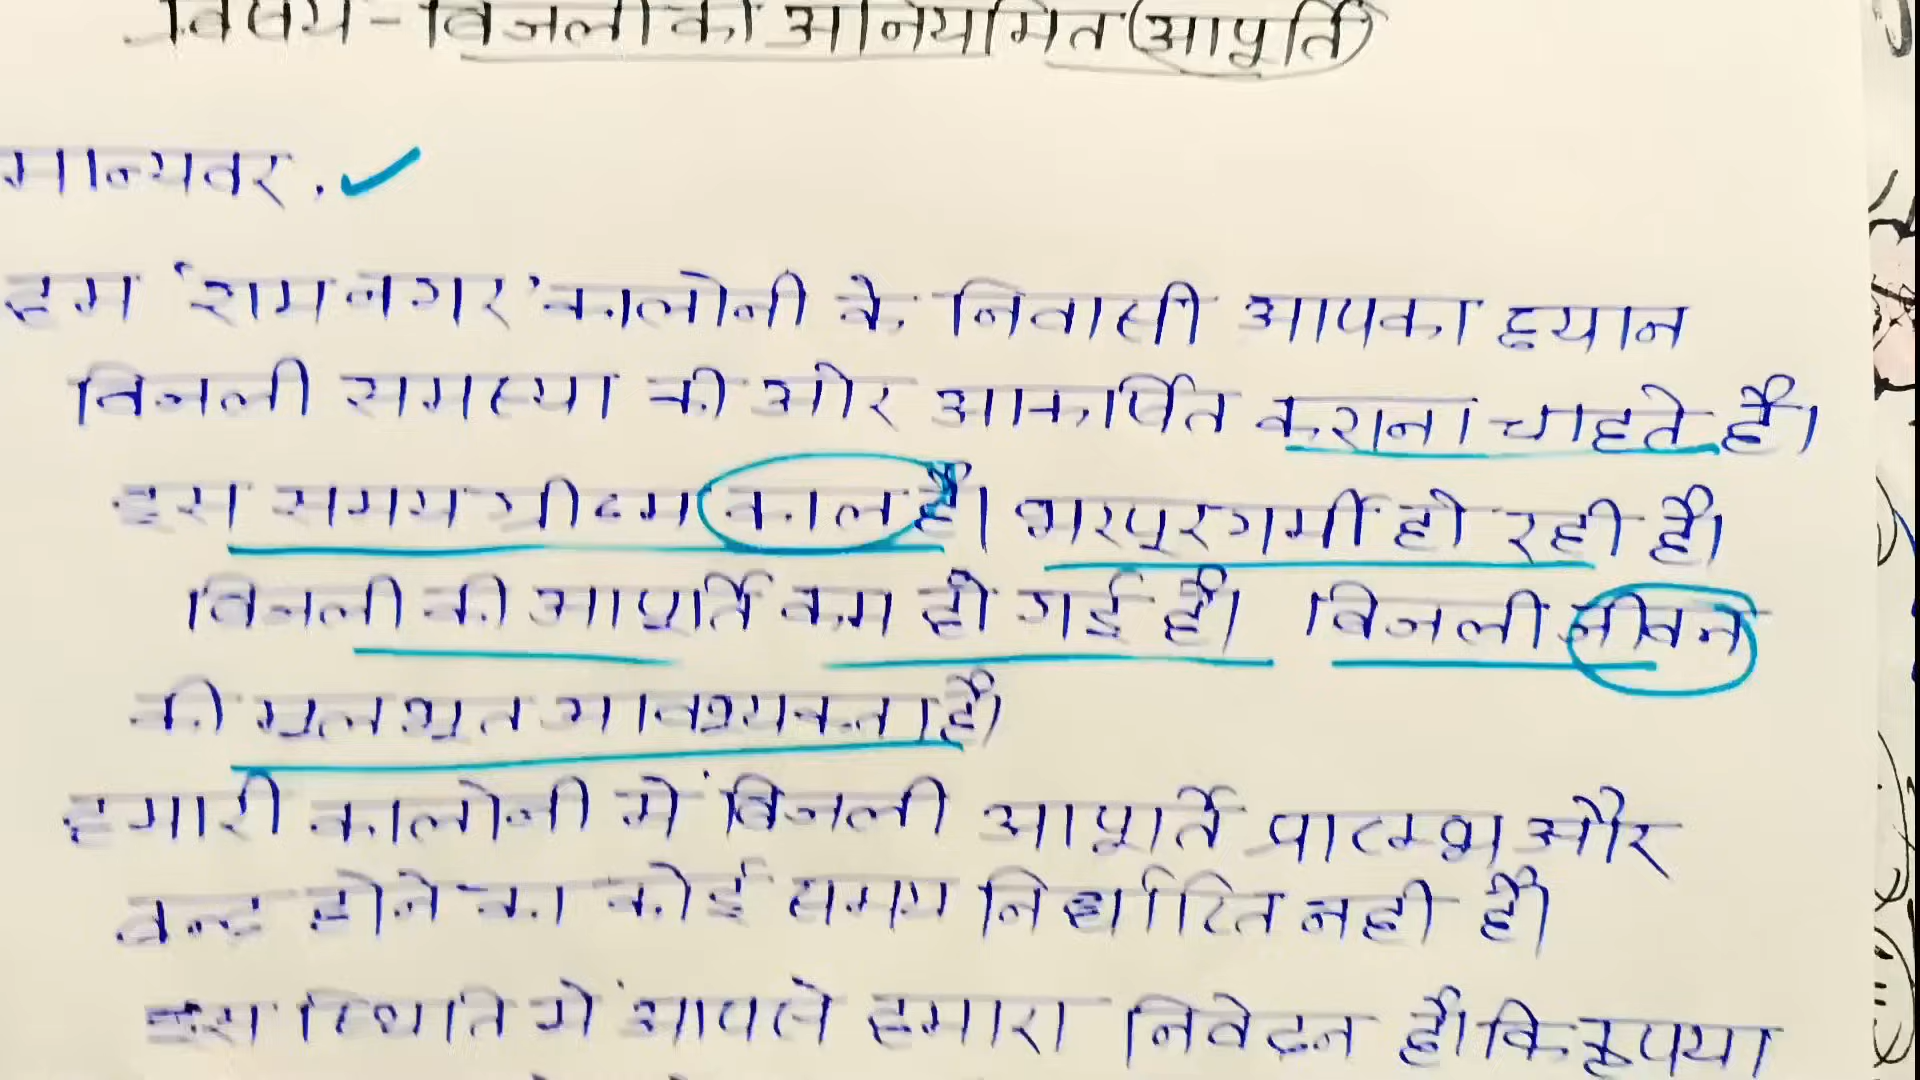 विषय - बिजली की अनियमित (आपूर्ति)
मान्यवर .
हम 'रामनगर' कालोनी के निवासी आपका ध्यान
बिजली समस्या की ओर आकर्षित कराना चाहते हैं।
इस समय ग्रीष्म काल है। भरपूर गर्मी हो रही है।
बिजली की आपूर्ति कम हो गई है। बिजली जीवन
की मूलभूत आवश्यकता है।
हमारी कालोनी में बिजली आपूर्ति प्रारम्भ और
बन्द होने का कोई समय निर्धारित नही है।
इस स्थिति में आपसे हमारा निवेदन है। कि कृपया